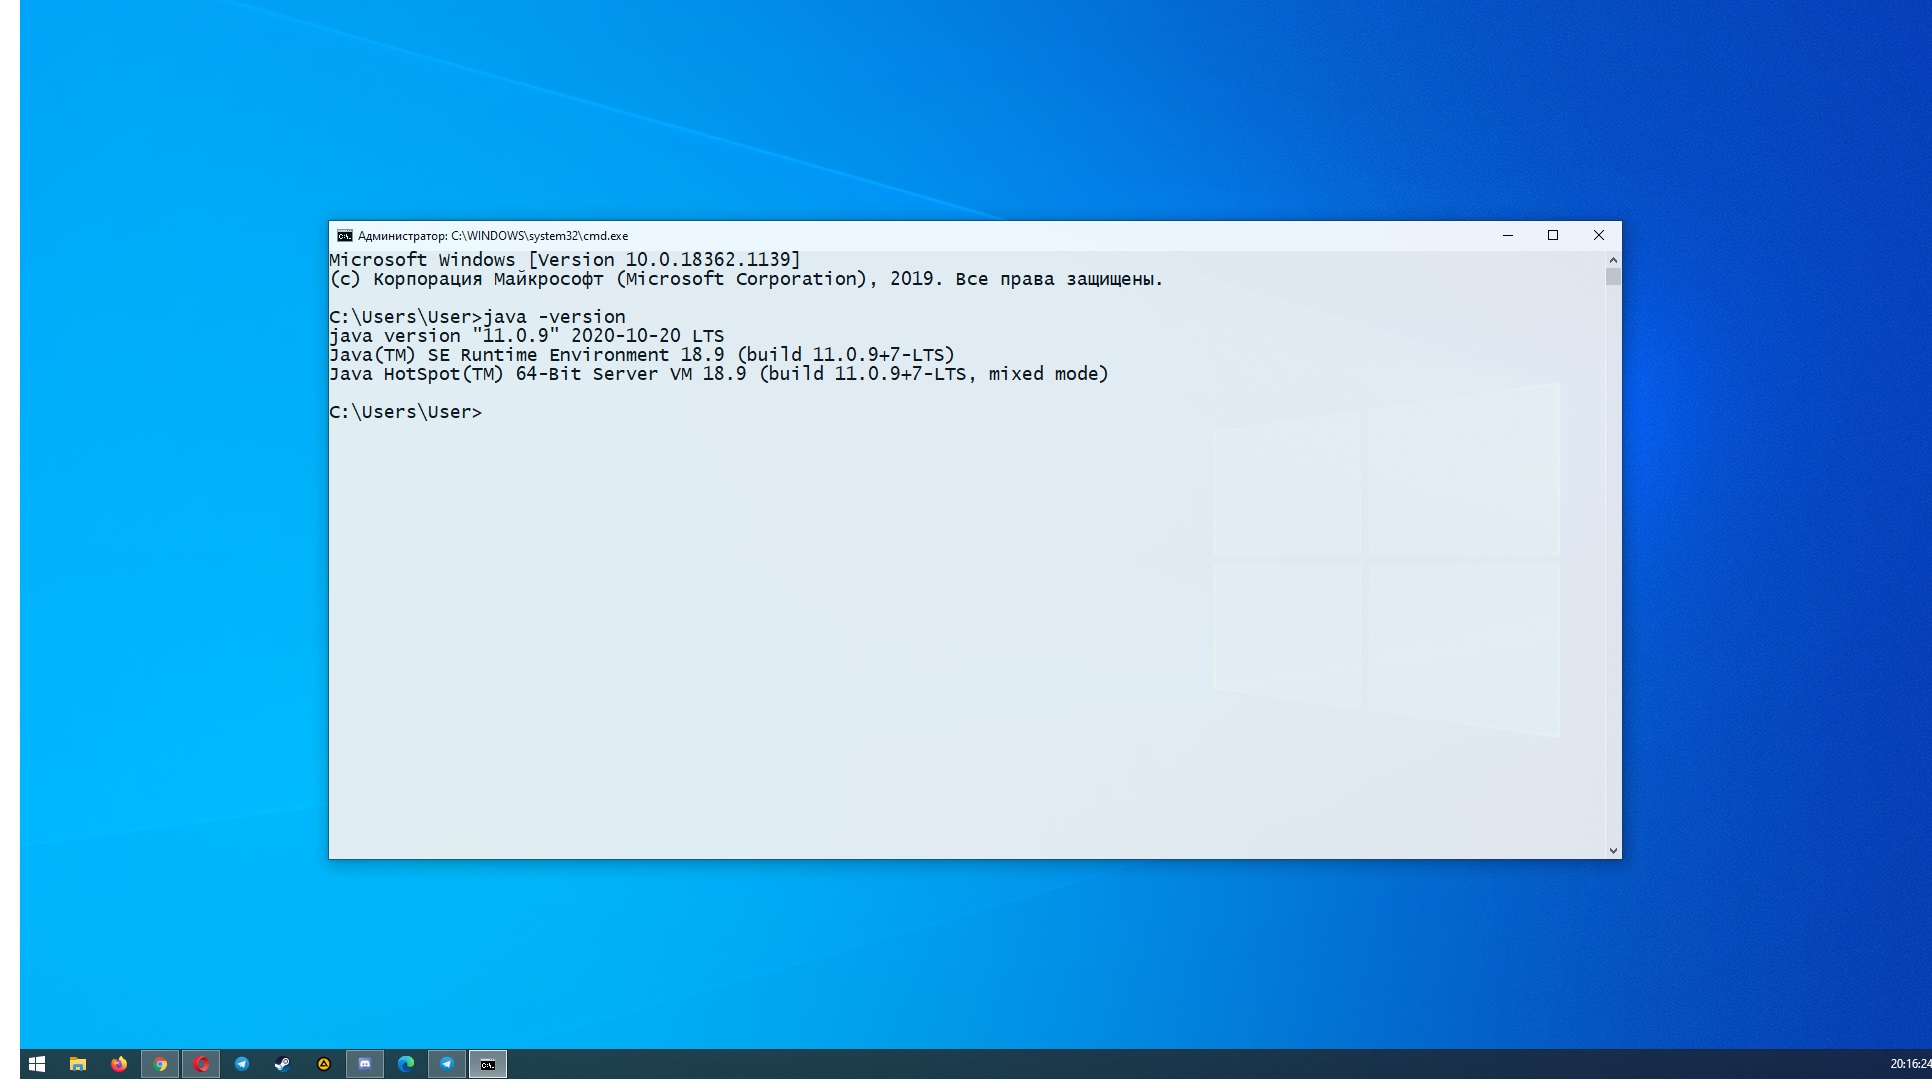 Администратор: C:\WINDOWS\system32\cmd.exe
Microsoft Windows [Version 10.0.18362.1139]
(c) Корпорация Майкрософт (Microsoft Corporation), 2019. Все права защищены.
C:\Users\User>java -version
java version "11.0.9" 2020-10-20 LTS
Java(TM) SE Runtime Environment 18.9 (build 11.0.9+7-LTS)
Java HotSpot(TM) 64-Bit Server VM 18.9 (build 11.0.9+7-LTS, mixed mode)
C:\Users\User>
20:16:24